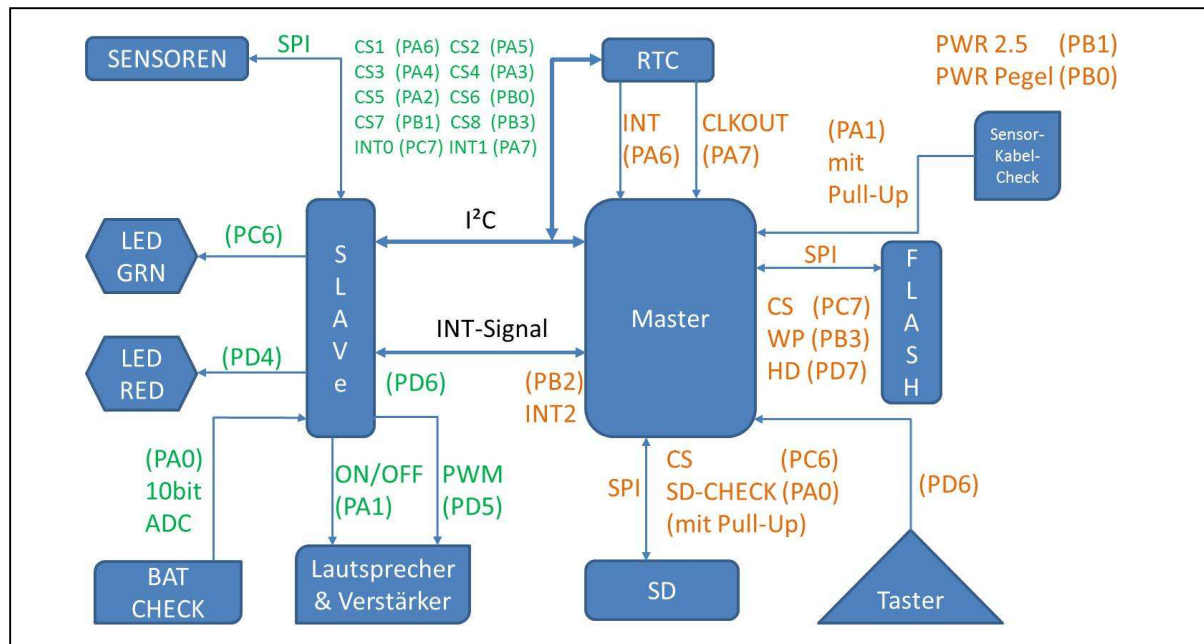 SENSOREN
SPI
CS1 (PA6) CS2 (PA5)
CS3 (PA4) CS4 (PA3)
CS5 (PA2) CS6 (PB0)
CS7 (PB1) CS8 (PB3)
INT0 (PC7) INT1 (PA7)
RTC
PWR 2.5 (PB1)
PWR Pegel (PB0)
INT
(PA6)
CLKOUT
(PA7)
(PA1)
mit
Pull-Up
Sensor-
Kabel-
Check
LED
GRN
(PC6)
S
L
A
V
e
I²C
Master
SPI
F
L
A
S
H
CS (PC7)
WP (PB3)
HD (PD7)
INT-Signal
LED
RED
(PD4)
(PD6)
(PB2)
INT2
(PA0)
10bit
ADC
ON/OFF
(PA1)
PWM
(PD5)
SPI
CS (PC6)
SD-CHECK (PA0)
(mit Pull-Up)
(PD6)
BAT
CHECK
Lautsprecher
& Verstärker
SD
Taster